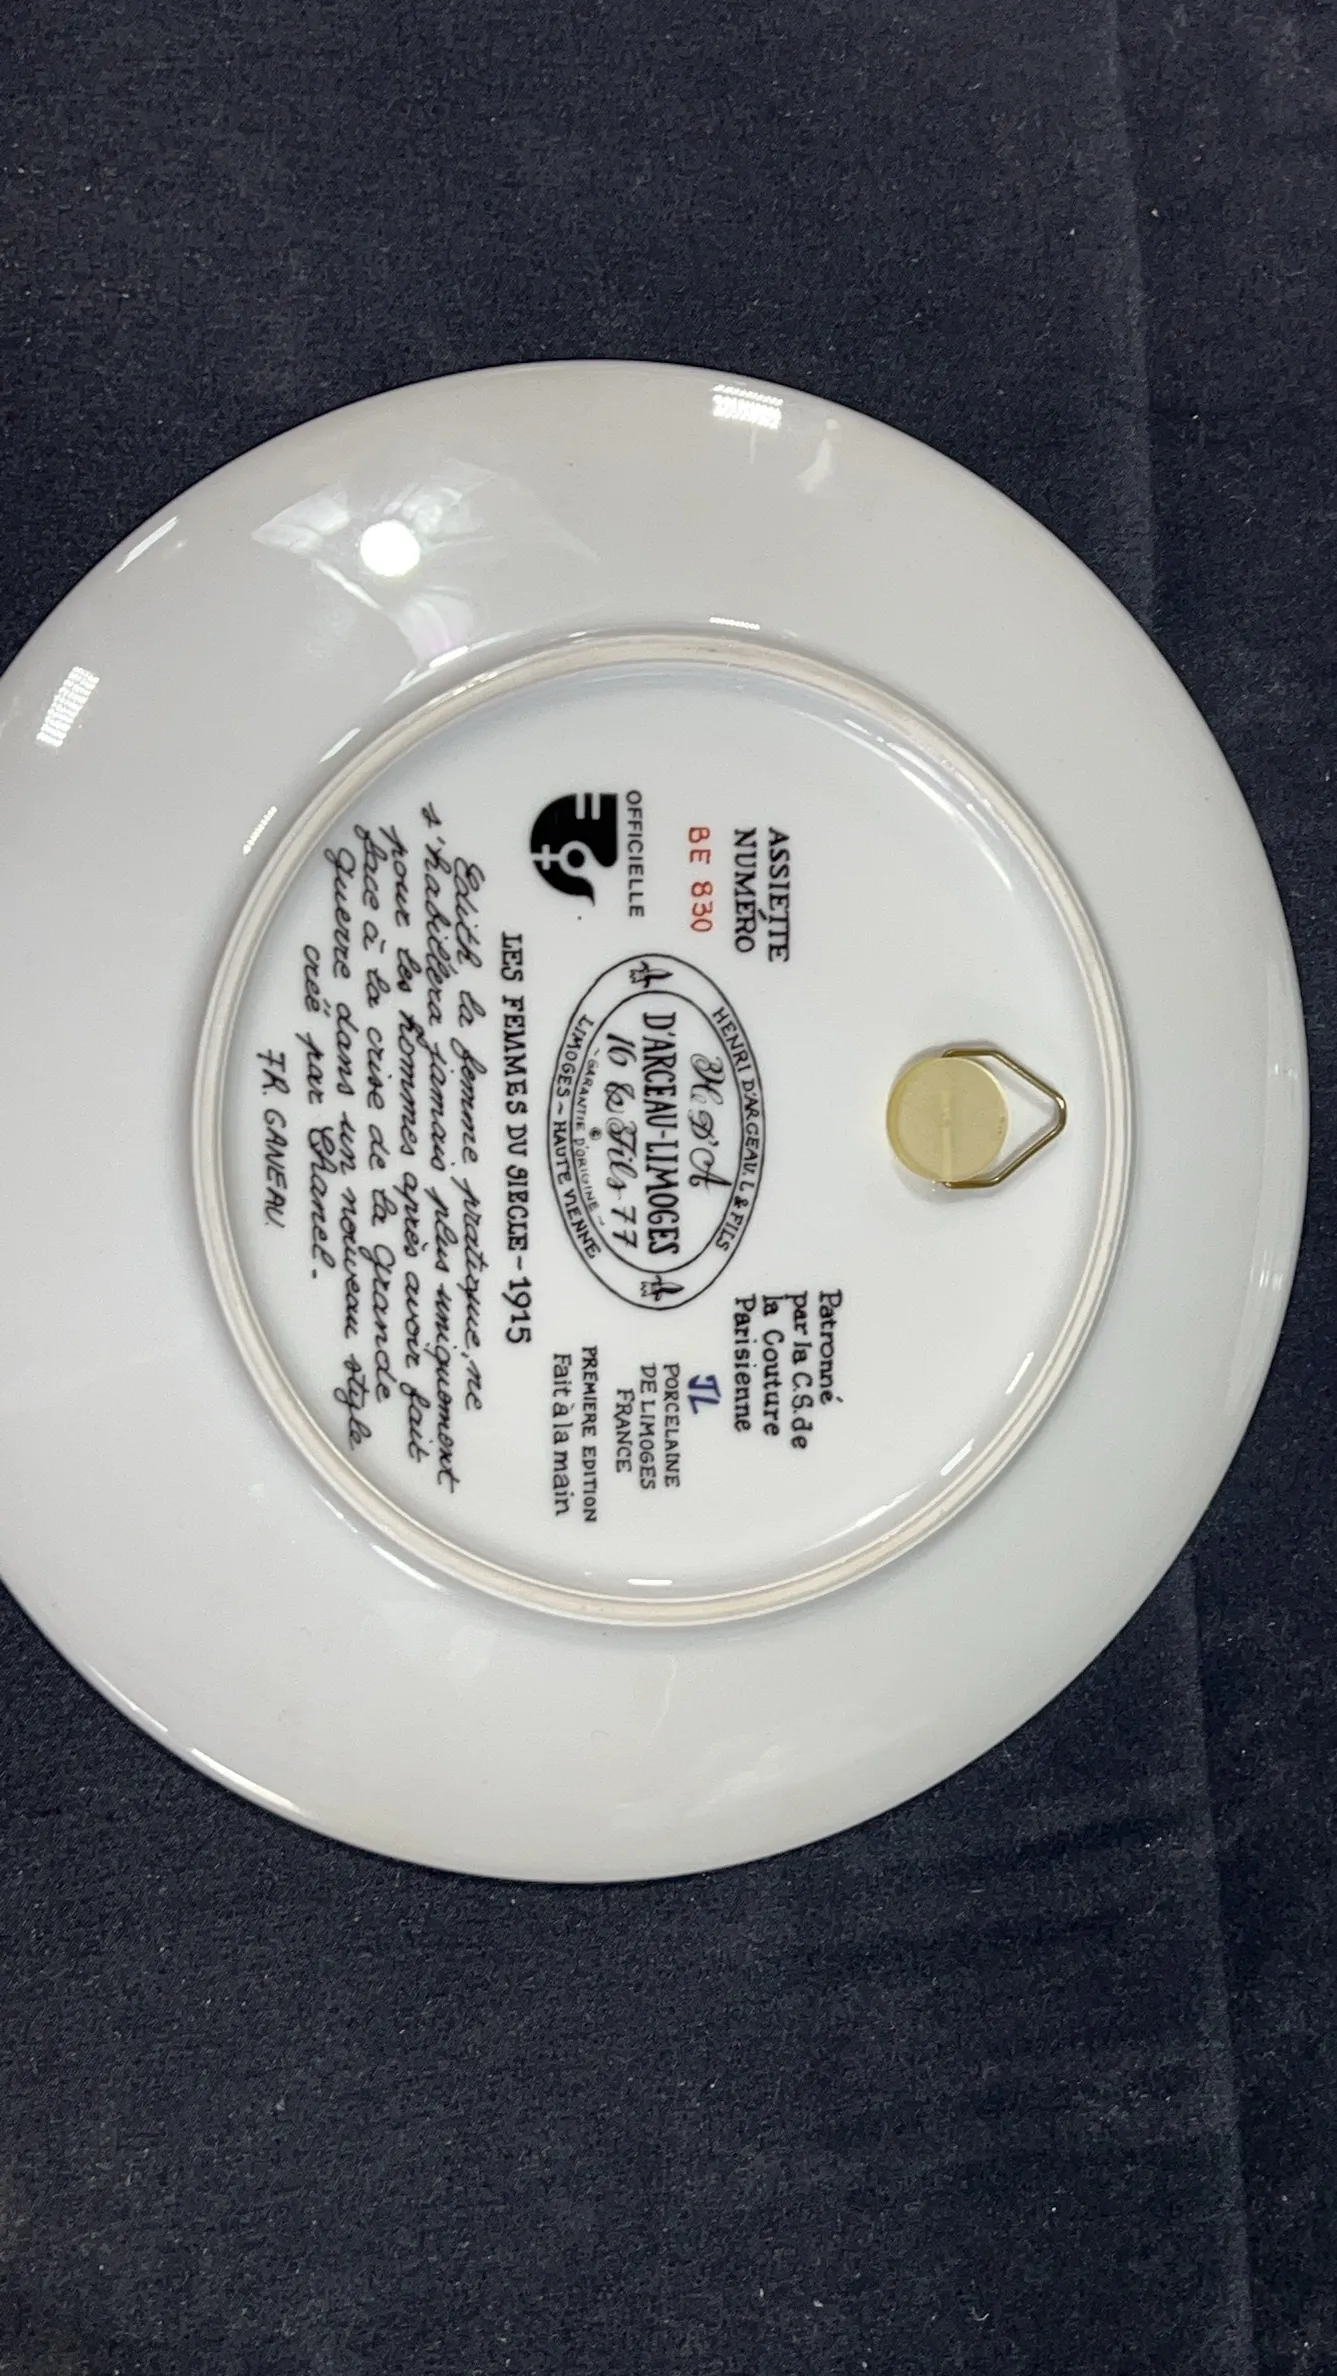 ASSIETTE
NUMÉRO
BE 830
Patronné
par la C.S. de
la Couture
Parisienne
OFFICIELLE
HENRI D'ARCEAU. L & FILS
H & D'A
D'ARCEAU-LIMOGES
16 & Fils 77
©
~GARANTIE D'ORIGINE~
LIMOGES ~ HAUTE VIENNE
JL
PORCELAINE
DE LIMOGES
FRANCE
PREMIERE EDITION
Fait à la main
LES FEMMES DU SIECLE - 1915
Edith la femme pratique, ne
s'habillera jamais plus uniquement
pour les hommes après avoir fait
face à la crise de la Grande
Guerre dans un nouveau style
creé par Chanel.-
FR. GANEAU.